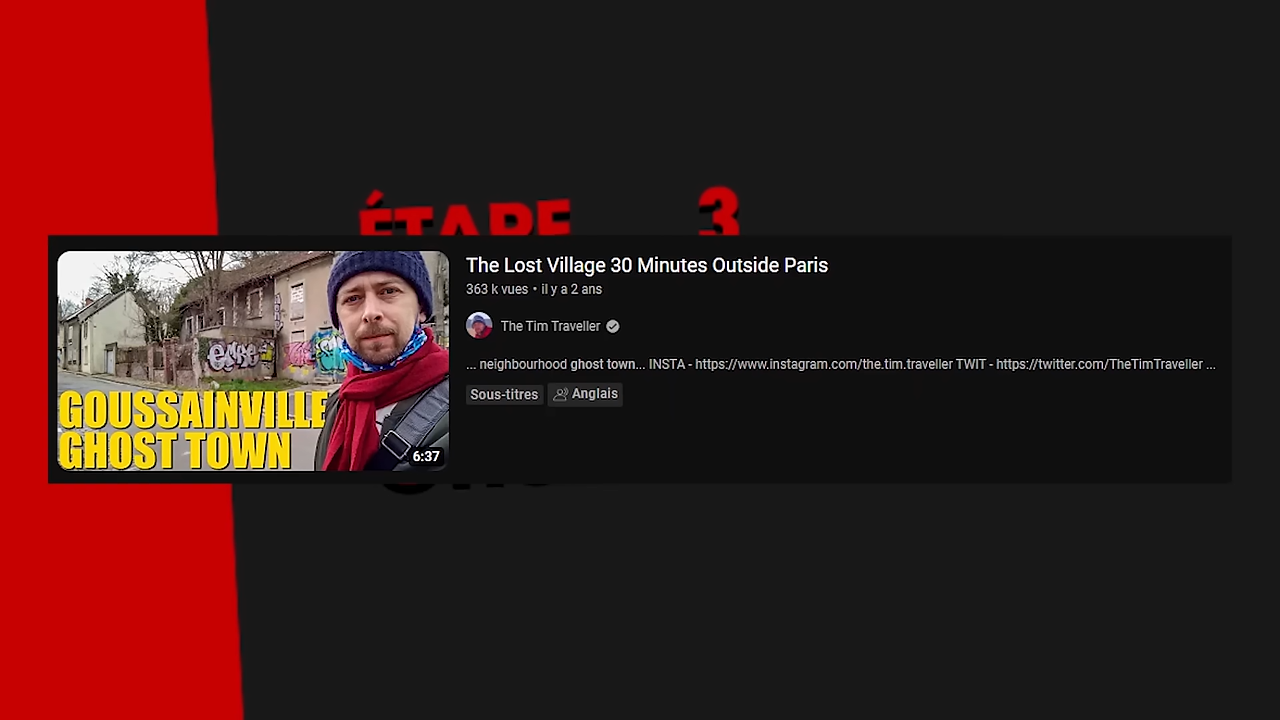 ÉTAPE 3
The Lost Village 30 Minutes Outside Paris
363 k vues • il y a 2 ans
The Tim Traveller
... neighbourhood ghost town... INSTA - https://www.instagram.com/the.tim.traveller TWIT - https://twitter.com/TheTimTraveller ...
Sous-titres Anglais
GOUSSAINVILLE
GHOST TOWN
6:37